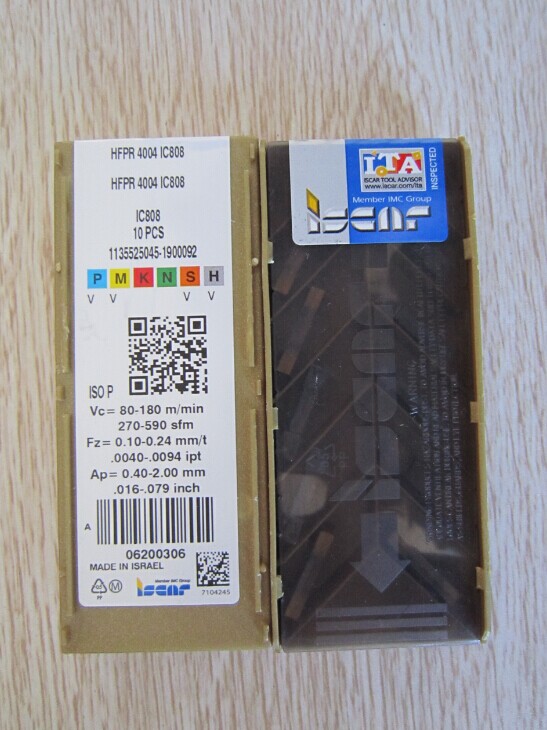 HFPR 4004 IC808
HFPR 4004 IC808
IC808
10 PCS
1135525045-1900092
P M K N S H
V V V V
ISO P
Vc= 80-180 m/min
270-590 sfm
Fz= 0.10-0.24 mm/t
.0040-.0094 ipt
Ap= 0.40-2.00 mm
.016-.079 inch
A
06200306
MADE IN ISRAEL
PP
M
Member IMC Group
iscar
7104245
ITA
ISCAR TOOL ADVISOR
www.iscar.com/ita
INSPECTED
Member IMC Group
iscar
iscar
WARNING